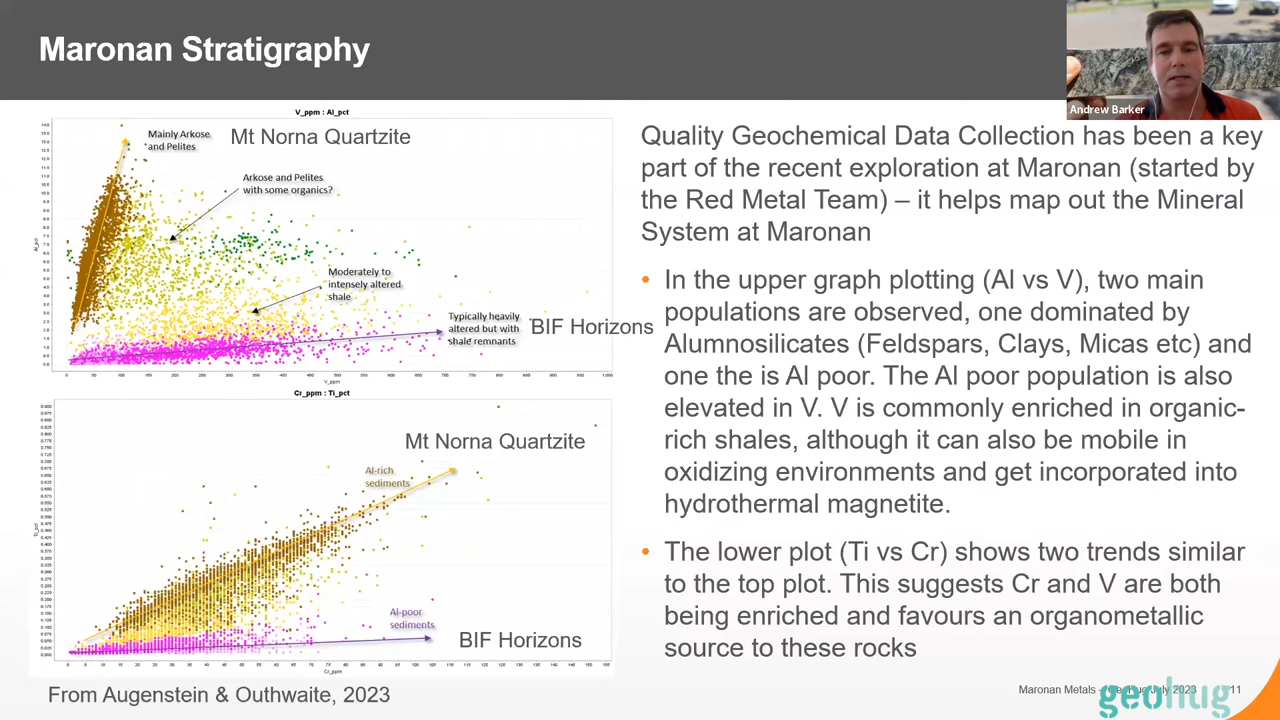 Maronan Stratigraphy
Andrew Barker
V_ppm : Al_pct
Mainly Arkose
and Pelites
Mt Norna Quartzite
Arkose and Pelites
with some organics?
Moderately to
intensely altered
shale
Typically heavily
altered but with
shale remnants
BIF Horizons
Al_pct
V_ppm
Cr_ppm : Ti_pct
Mt Norna Quartzite
Al-rich
sediments
Al-poor
sediments
BIF Horizons
Ti_pct
Cr_ppm
From Augenstein & Outhwaite, 2023
Quality Geochemical Data Collection has been a key
part of the recent exploration at Maronan (started by
the Red Metal Team) – it helps map out the Mineral
System at Maronan
• In the upper graph plotting (Al vs V), two main
populations are observed, one dominated by
Alumnosilicates (Feldspars, Clays, Micas etc) and
one the is Al poor. The Al poor population is also
elevated in V. V is commonly enriched in organic-
rich shales, although it can also be mobile in
oxidizing environments and get incorporated into
hydrothermal magnetite.
• The lower plot (Ti vs Cr) shows two trends similar
to the top plot. This suggests Cr and V are both
being enriched and favours an organometallic
source to these rocks
Maronan Metals – GeoHug July 2023 11
geohug